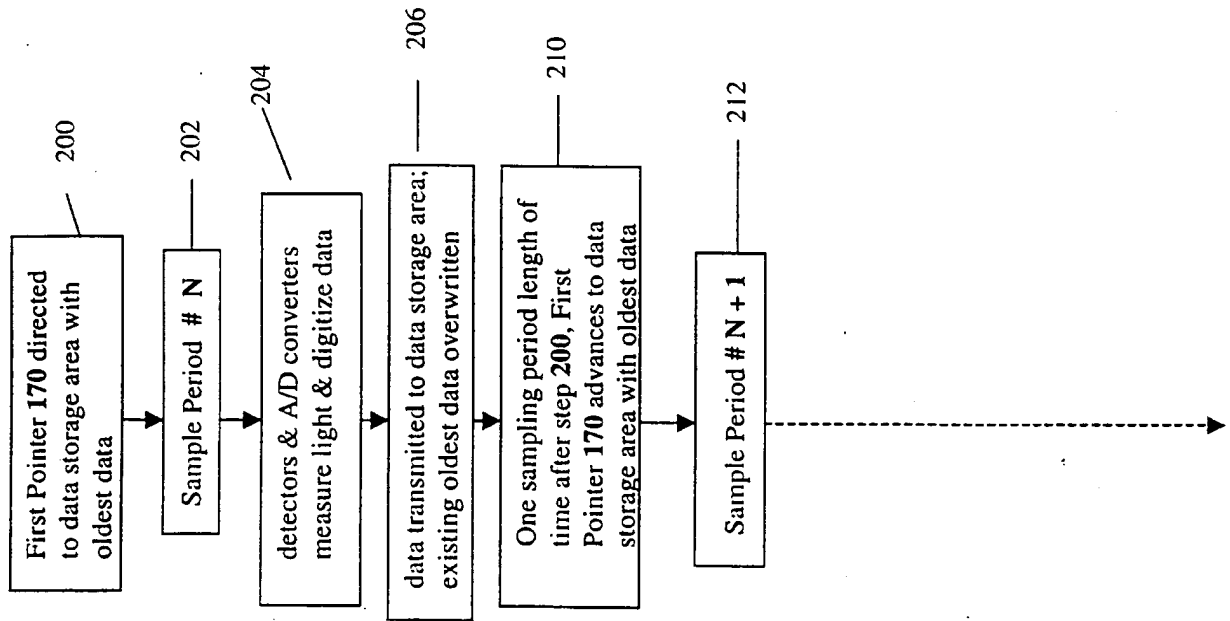 200
First Pointer 170 directed
to data storage area with
oldest data
202
Sample Period # N
204
detectors & A/D converters
measure light & digitize data
206
data transmitted to data storage area;
existing oldest data overwritten
210
One sampling period length of
time after step 200, First
Pointer 170 advances to data
storage area with oldest data
212
Sample Period # N + 1